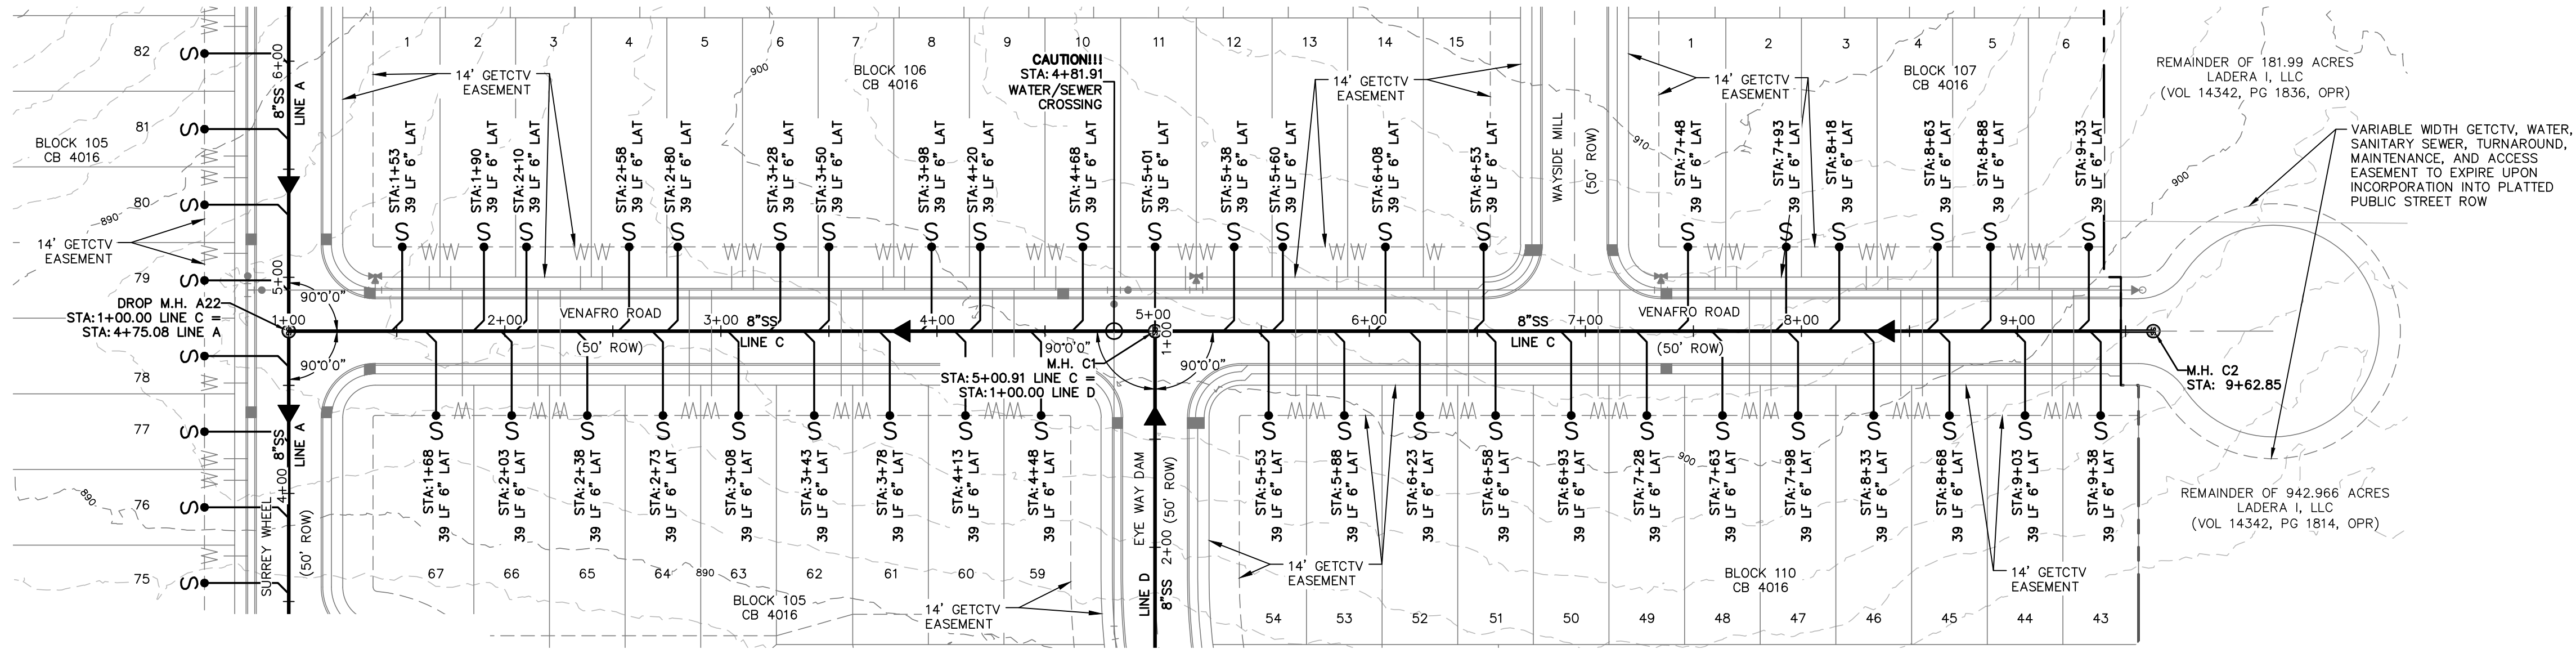 82
81
80
79
78
77
76
75
BLOCK 105
CB 4016
890
14' GETCTV
EASEMENT
890
8"SS
6+00
LINE A
5+00
DROP M.H. A22
STA:1+00.00 LINE C =
STA:4+75.08 LINE A
90°0'0"
1+00
90°0'0"
8"SS
LINE A
4+00
SURREY WHEEL
(50' ROW)
1
2
3
4
5
6
7
8
9
10
11
12
13
14
15
14' GETCTV
EASEMENT
900
BLOCK 106
CB 4016
CAUTION!!!
STA: 4+81.91
WATER/SEWER
CROSSING
14' GETCTV
EASEMENT
STA:1+53
39 LF 6" LAT
STA:1+90
39 LF 6" LAT
STA:2+10
39 LF 6" LAT
STA:2+58
39 LF 6" LAT
STA:2+80
39 LF 6" LAT
STA:3+28
39 LF 6" LAT
STA:3+50
39 LF 6" LAT
STA:3+98
39 LF 6" LAT
STA:4+20
39 LF 6" LAT
STA:4+68
39 LF 6" LAT
STA:5+01
39 LF 6" LAT
STA:5+38
39 LF 6" LAT
STA:5+60
39 LF 6" LAT
STA:6+08
39 LF 6" LAT
STA:6+53
39 LF 6" LAT
WAYSIDE MILL
(50' ROW)
910
1
2
3
4
5
6
14' GETCTV
EASEMENT
BLOCK 107
CB 4016
STA:7+48
39 LF 6" LAT
STA:7+93
39 LF 6" LAT
STA:8+18
39 LF 6" LAT
STA:8+63
39 LF 6" LAT
STA:8+88
39 LF 6" LAT
STA:9+33
39 LF 6" LAT
REMAINDER OF 181.99 ACRES
LADERA I, LLC
(VOL 14342, PG 1836, OPR)
900
VARIABLE WIDTH GETCTV, WATER,
SANITARY SEWER, TURNAROUND,
MAINTENANCE, AND ACCESS
EASEMENT TO EXPIRE UPON
INCORPORATION INTO PLATTED
PUBLIC STREET ROW
2+00
VENAFRO ROAD
(50' ROW)
3+00
8"SS
LINE C
4+00
5+00
1+00
90°0'0"
90°0'0"
M.H. C1
STA:5+00.91 LINE C =
STA:1+00.00 LINE D
6+00
8"SS
LINE C
7+00
VENAFRO ROAD
(50' ROW)
8+00
9+00
M.H. C2
STA: 9+62.85
STA:1+68
39 LF 6" LAT
STA:2+03
39 LF 6" LAT
STA:2+38
39 LF 6" LAT
STA:2+73
39 LF 6" LAT
STA:3+08
39 LF 6" LAT
STA:3+43
39 LF 6" LAT
STA:3+78
39 LF 6" LAT
STA:4+13
39 LF 6" LAT
STA:4+48
39 LF 6" LAT
EYE WAY DAM
(50' ROW)
2+00
LINE D
8"SS
STA:5+53
39 LF 6" LAT
STA:5+88
39 LF 6" LAT
STA:6+23
39 LF 6" LAT
STA:6+58
39 LF 6" LAT
STA:6+93
39 LF 6" LAT
STA:7+28
39 LF 6" LAT
STA:7+63
39 LF 6" LAT
STA:7+98
39 LF 6" LAT
STA:8+33
39 LF 6" LAT
STA:8+68
39 LF 6" LAT
STA:9+03
39 LF 6" LAT
STA:9+38
39 LF 6" LAT
900
REMAINDER OF 942.966 ACRES
LADERA I, LLC
(VOL 14342, PG 1814, OPR)
67
66
65
64
890
63
62
61
60
59
BLOCK 105
CB 4016
14' GETCTV
EASEMENT
14' GETCTV
EASEMENT
BLOCK 110
CB 4016
14' GETCTV
EASEMENT
54
53
52
51
50
49
48
47
46
45
44
43